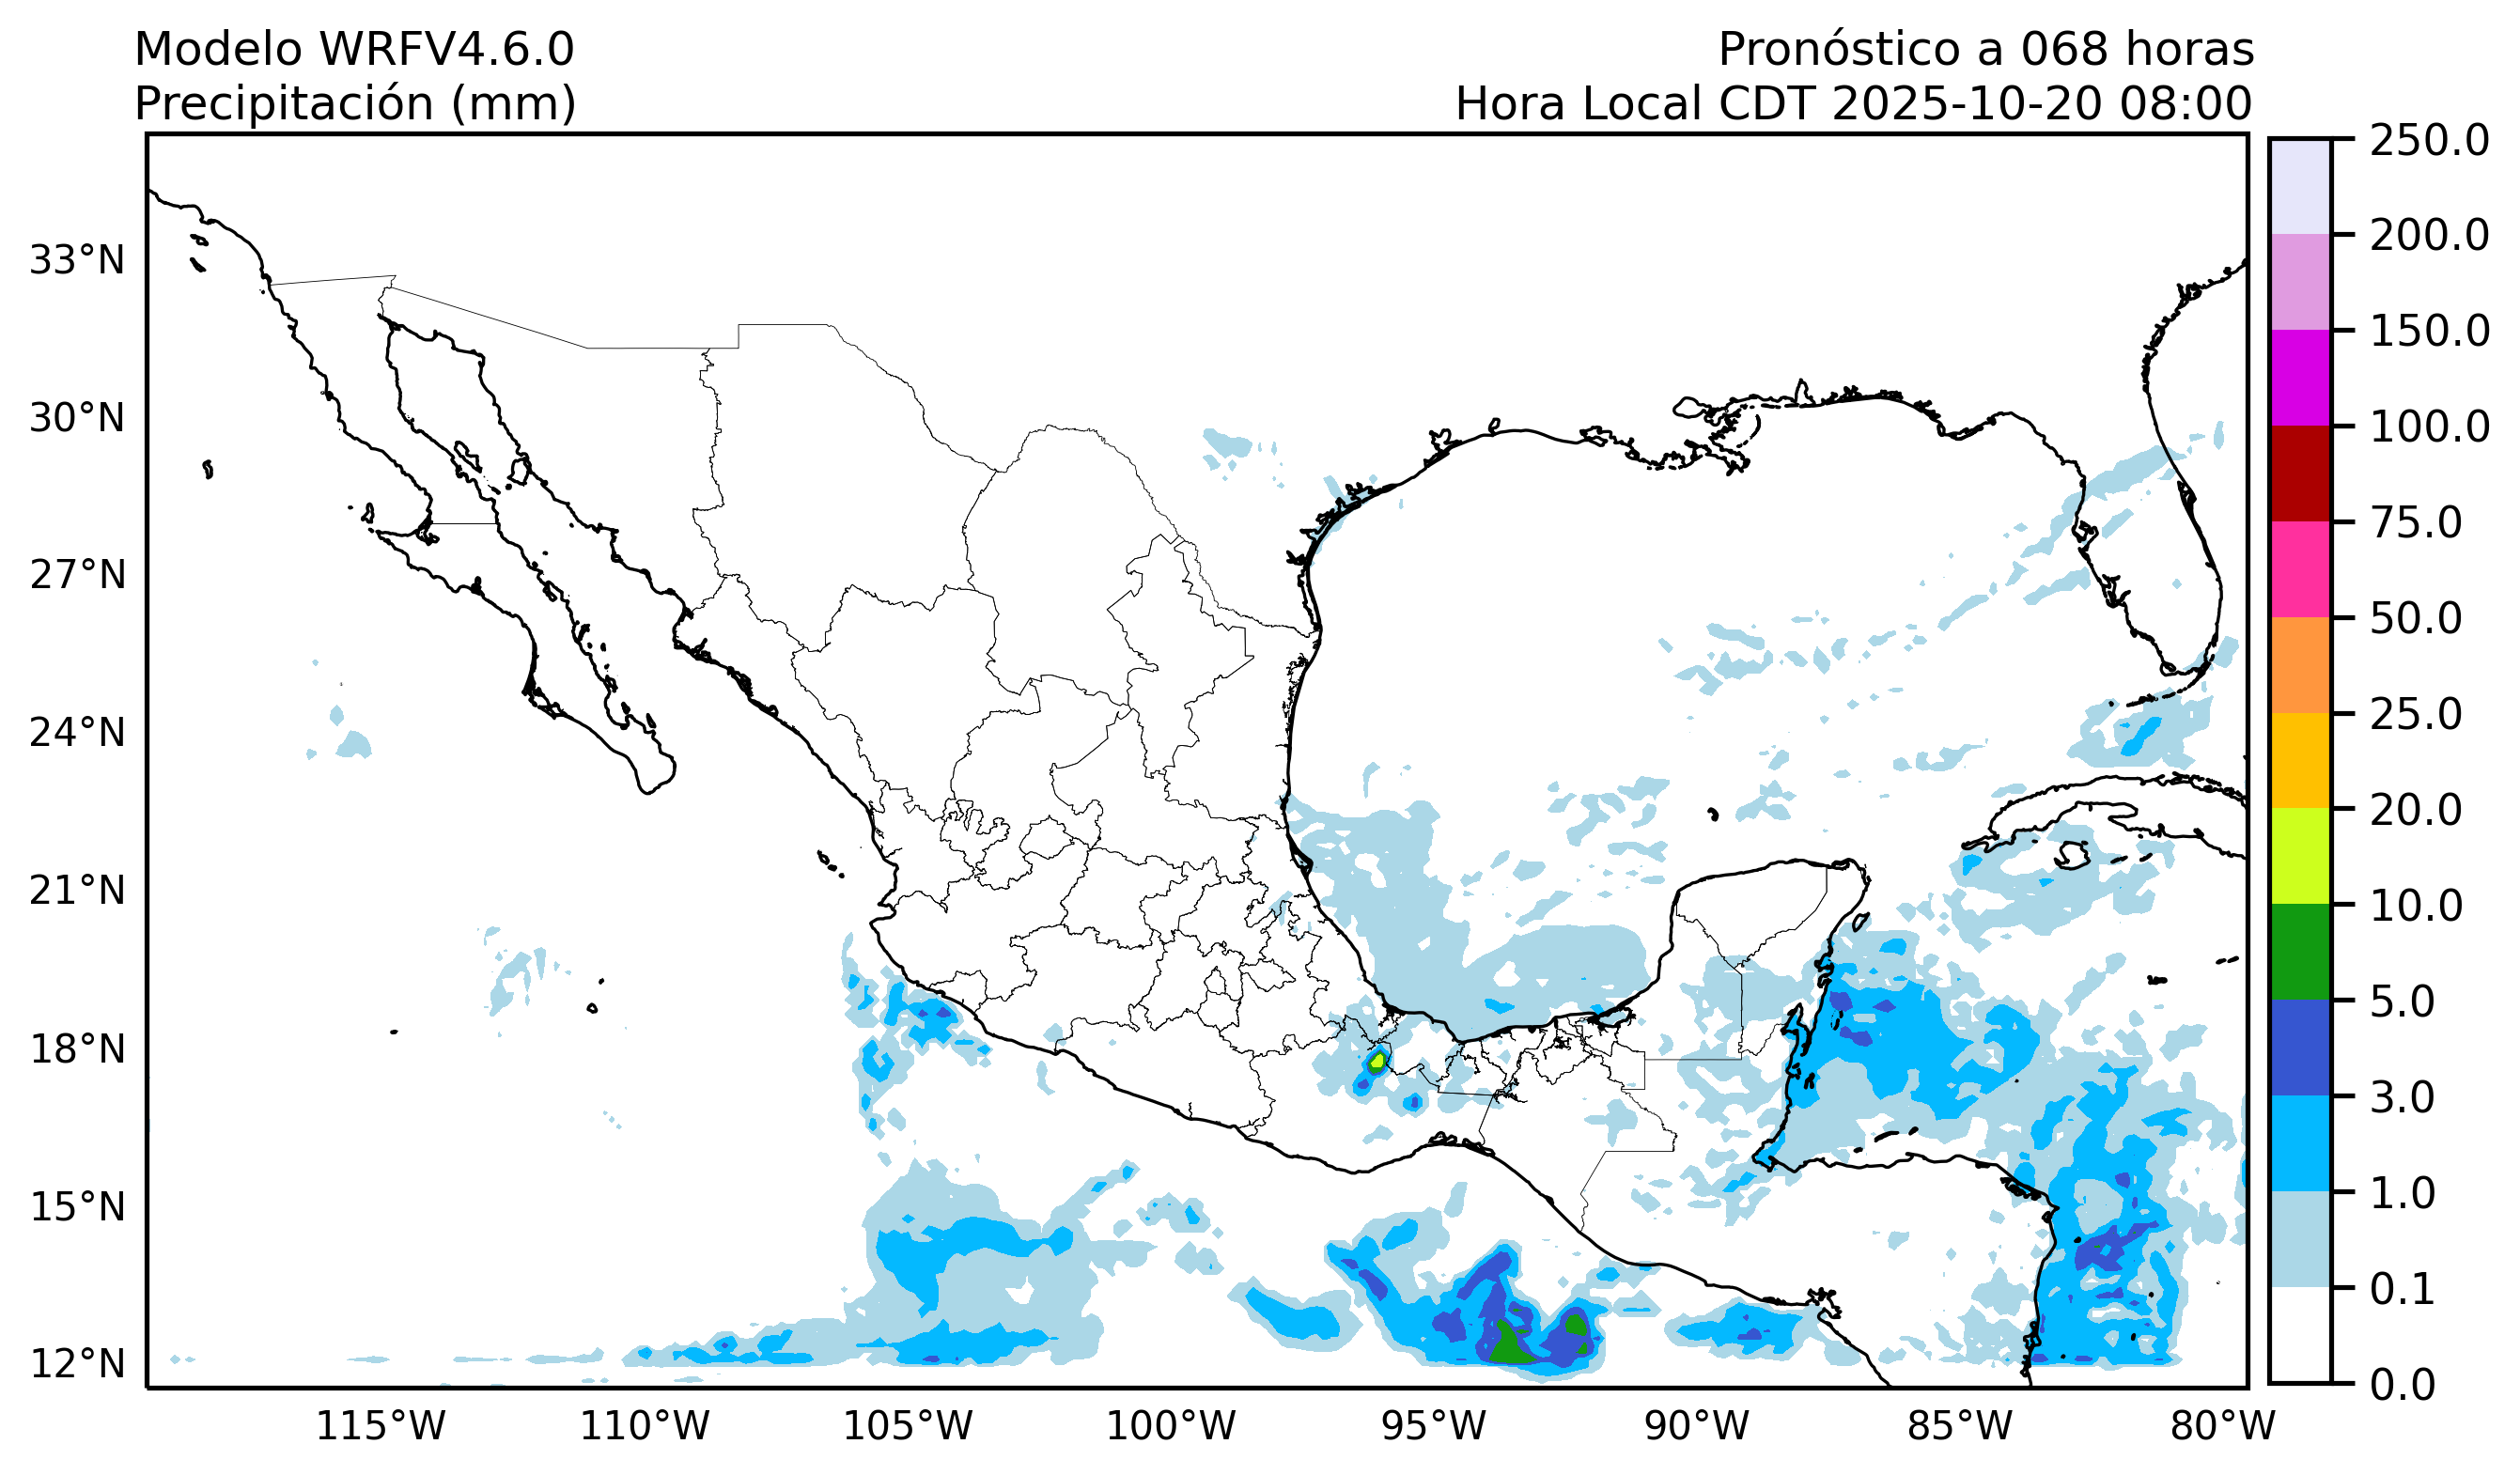 Modelo WRFV4.6.0
Precipitación (mm)
Pronóstico a 068 horas
Hora Local CDT 2025-10-20 08:00
33°N
30°N
27°N
24°N
21°N
18°N
15°N
12°N
115°W
110°W
105°W
100°W
95°W
90°W
85°W
80°W
250.0
200.0
150.0
100.0
75.0
50.0
25.0
20.0
10.0
5.0
3.0
1.0
0.1
0.0